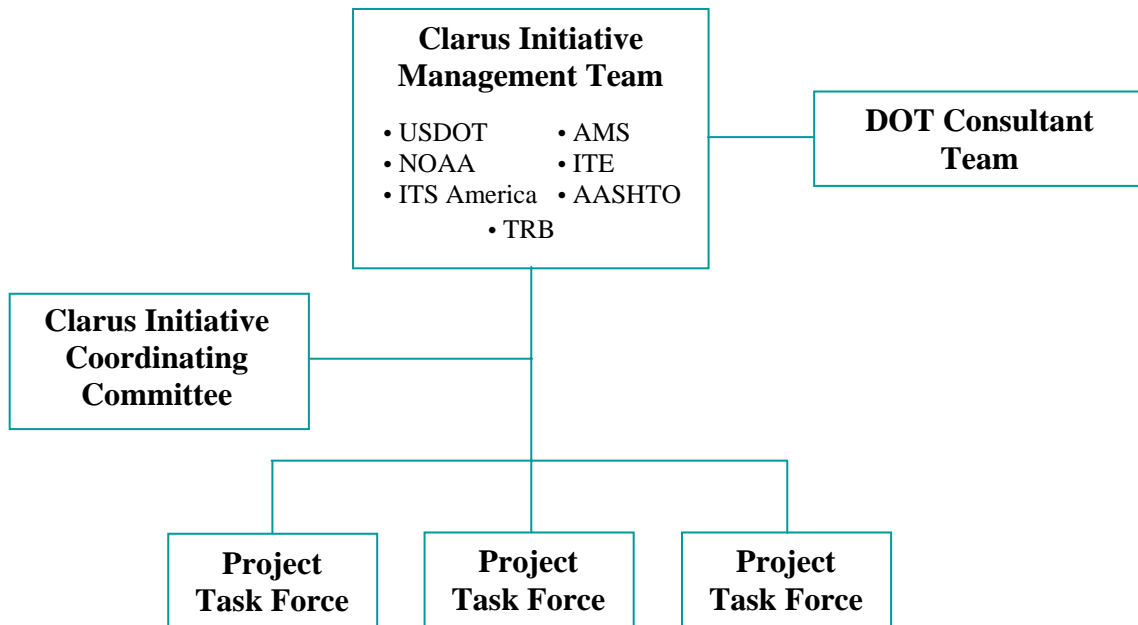 Clarus Initiative
Management Team
• USDOT • AMS
• NOAA • ITE
• ITS America • AASHTO
• TRB
DOT Consultant
Team
Clarus Initiative
Coordinating
Committee
Project
Task Force
Project
Task Force
Project
Task Force